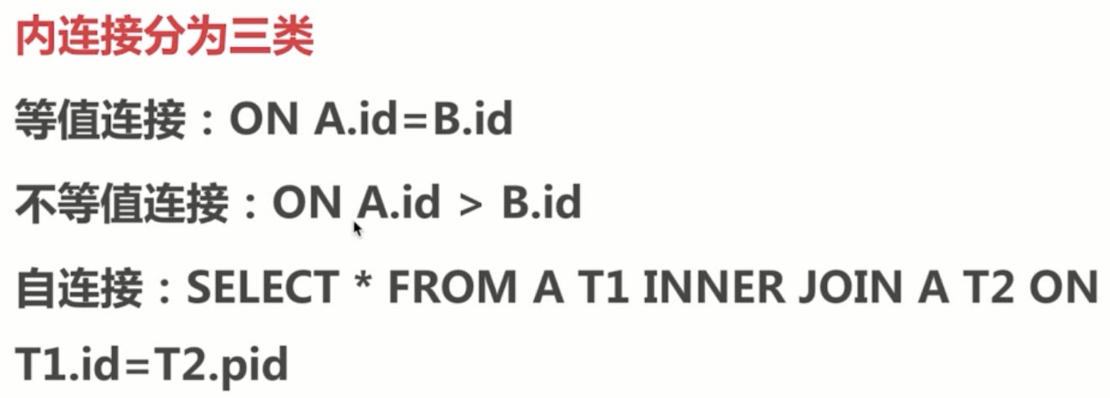 内连接分为三类
等值连接：ON A.id=B.id
不等值连接：ON A.id > B.id
自连接：SELECT * FROM A T1 INNER JOIN A T2 ON
T1.id=T2.pid